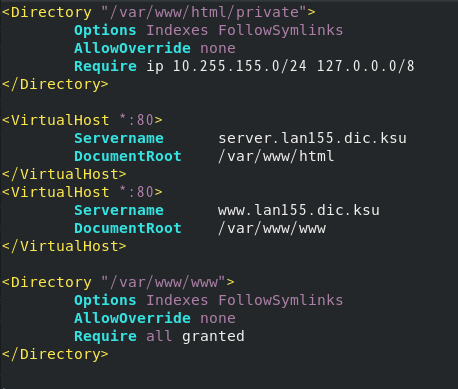 <Directory "/var/www/html/private">
        Options Indexes FollowSymlinks
        AllowOverride none
        Require ip 10.255.155.0/24 127.0.0.0/8
</Directory>

<VirtualHost *:80>
        Servername      server.lan155.dic.ksu
        DocumentRoot    /var/www/html
</VirtualHost>
<VirtualHost *:80>
        Servername      www.lan155.dic.ksu
        DocumentRoot    /var/www/www
</VirtualHost>

<Directory "/var/www/www">
        Options Indexes FollowSymlinks
        AllowOverride none
        Require all granted
</Directory>